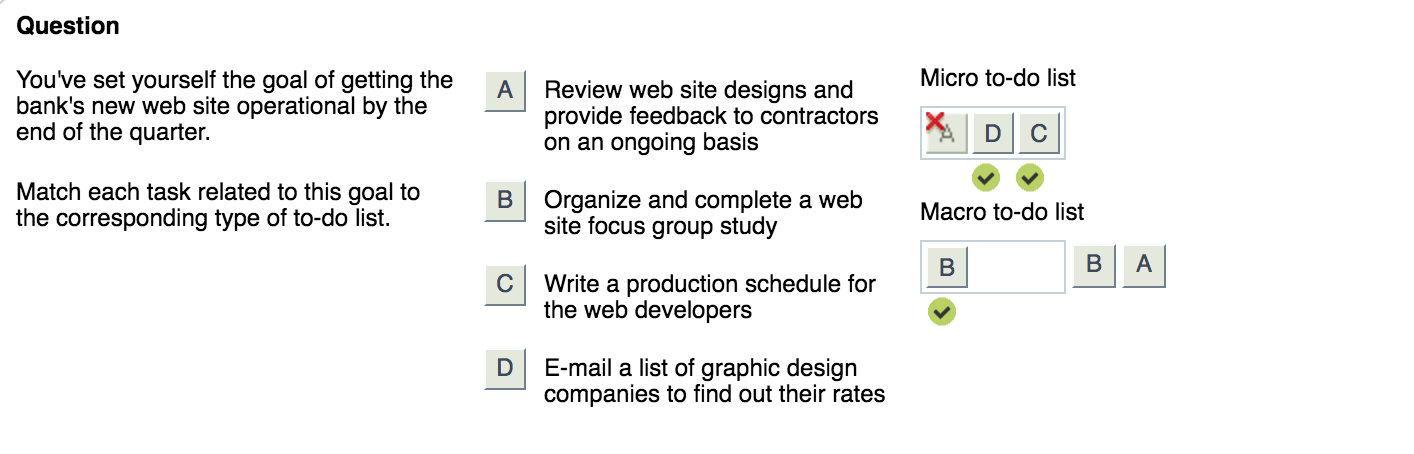 Question
You've set yourself the goal of getting the
bank's new web site operational by the
end of the quarter.
Match each task related to this goal to
the corresponding type of to-do list.
A
Review web site designs and
provide feedback to contractors
on an ongoing basis
B
Organize and complete a web
site focus group study
C
Write a production schedule for
the web developers
D
E-mail a list of graphic design
companies to find out their rates
Micro to-do list
A D C
Macro to-do list
B B A